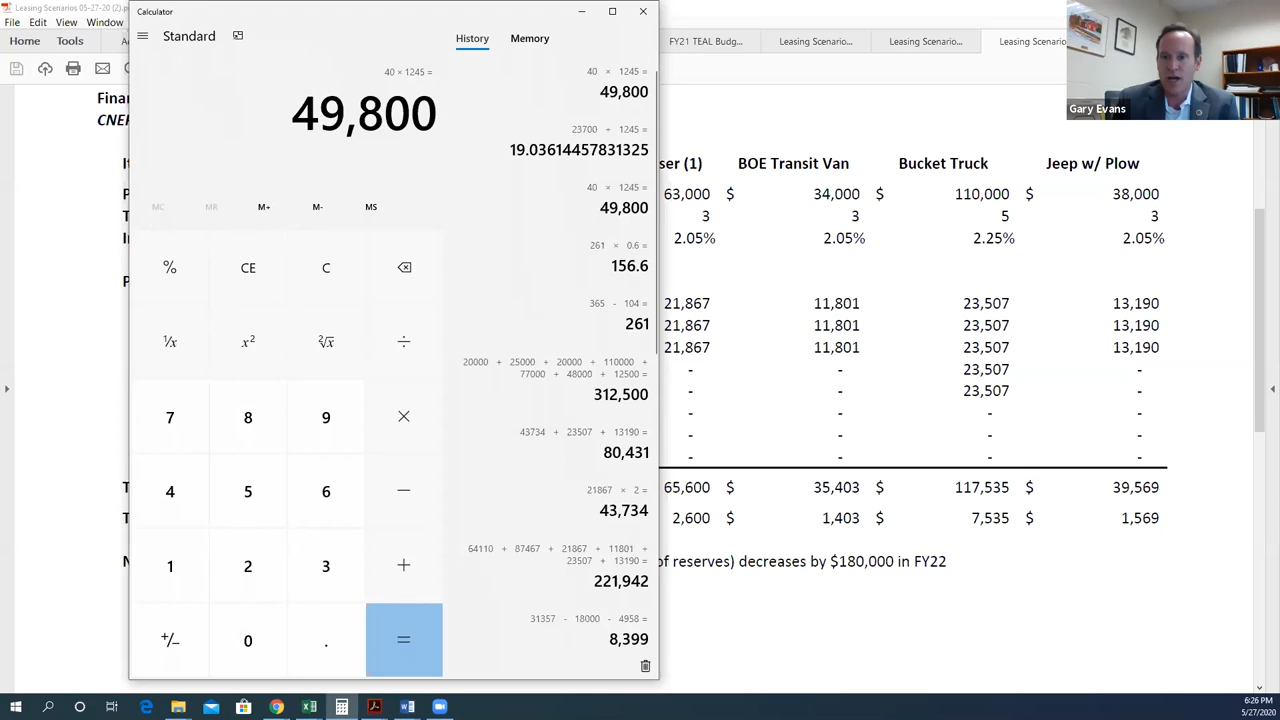 Leasing Scenarios 05-27-20 (2).p
File Edit View Window
Home Tools
FY21 TEAL Budg...
Leasing Scenario...
Leasing Scenario...
Leasing Scenario
Gary Evans
Calculator
Standard
History Memory
40 × 1245 =
49,800
MC MR M+ M- MS
% CE C
¹/x x² ²√x ÷
7 8 9 ×
4 5 6 −
1 2 3 +
+/− 0 . =
40 × 1245 =
49,800
23700 ÷ 1245 =
19.03614457831325
40 × 1245 =
49,800
261 × 0.6 =
156.6
365 - 104 =
261
20000 + 25000 + 20000 + 110000 +
77000 + 48000 + 12500 =
312,500
43734 + 23507 + 13190 =
80,431
21867 × 2 =
43,734
64110 + 87467 + 21867 + 11801 +
23507 + 13190 =
221,942
31357 - 18000 - 4958 =
8,399
Finan
CNEF
ser (1) BOE Transit Van Bucket Truck Jeep w/ Plow
63,000 $ 34,000 $ 110,000 $ 38,000
3 3 5 3
2.05% 2.05% 2.25% 2.05%
21,867 11,801 23,507 13,190
21,867 11,801 23,507 13,190
21,867 11,801 23,507 13,190
- - 23,507 -
- - 23,507 -
- - - -
- - - -
- - - -
65,600 $ 35,403 $ 117,535 $ 39,569
2,600 $ 1,403 $ 7,535 $ 1,569
of reserves) decreases by $180,000 in FY22
6:26 PM
5/27/2020